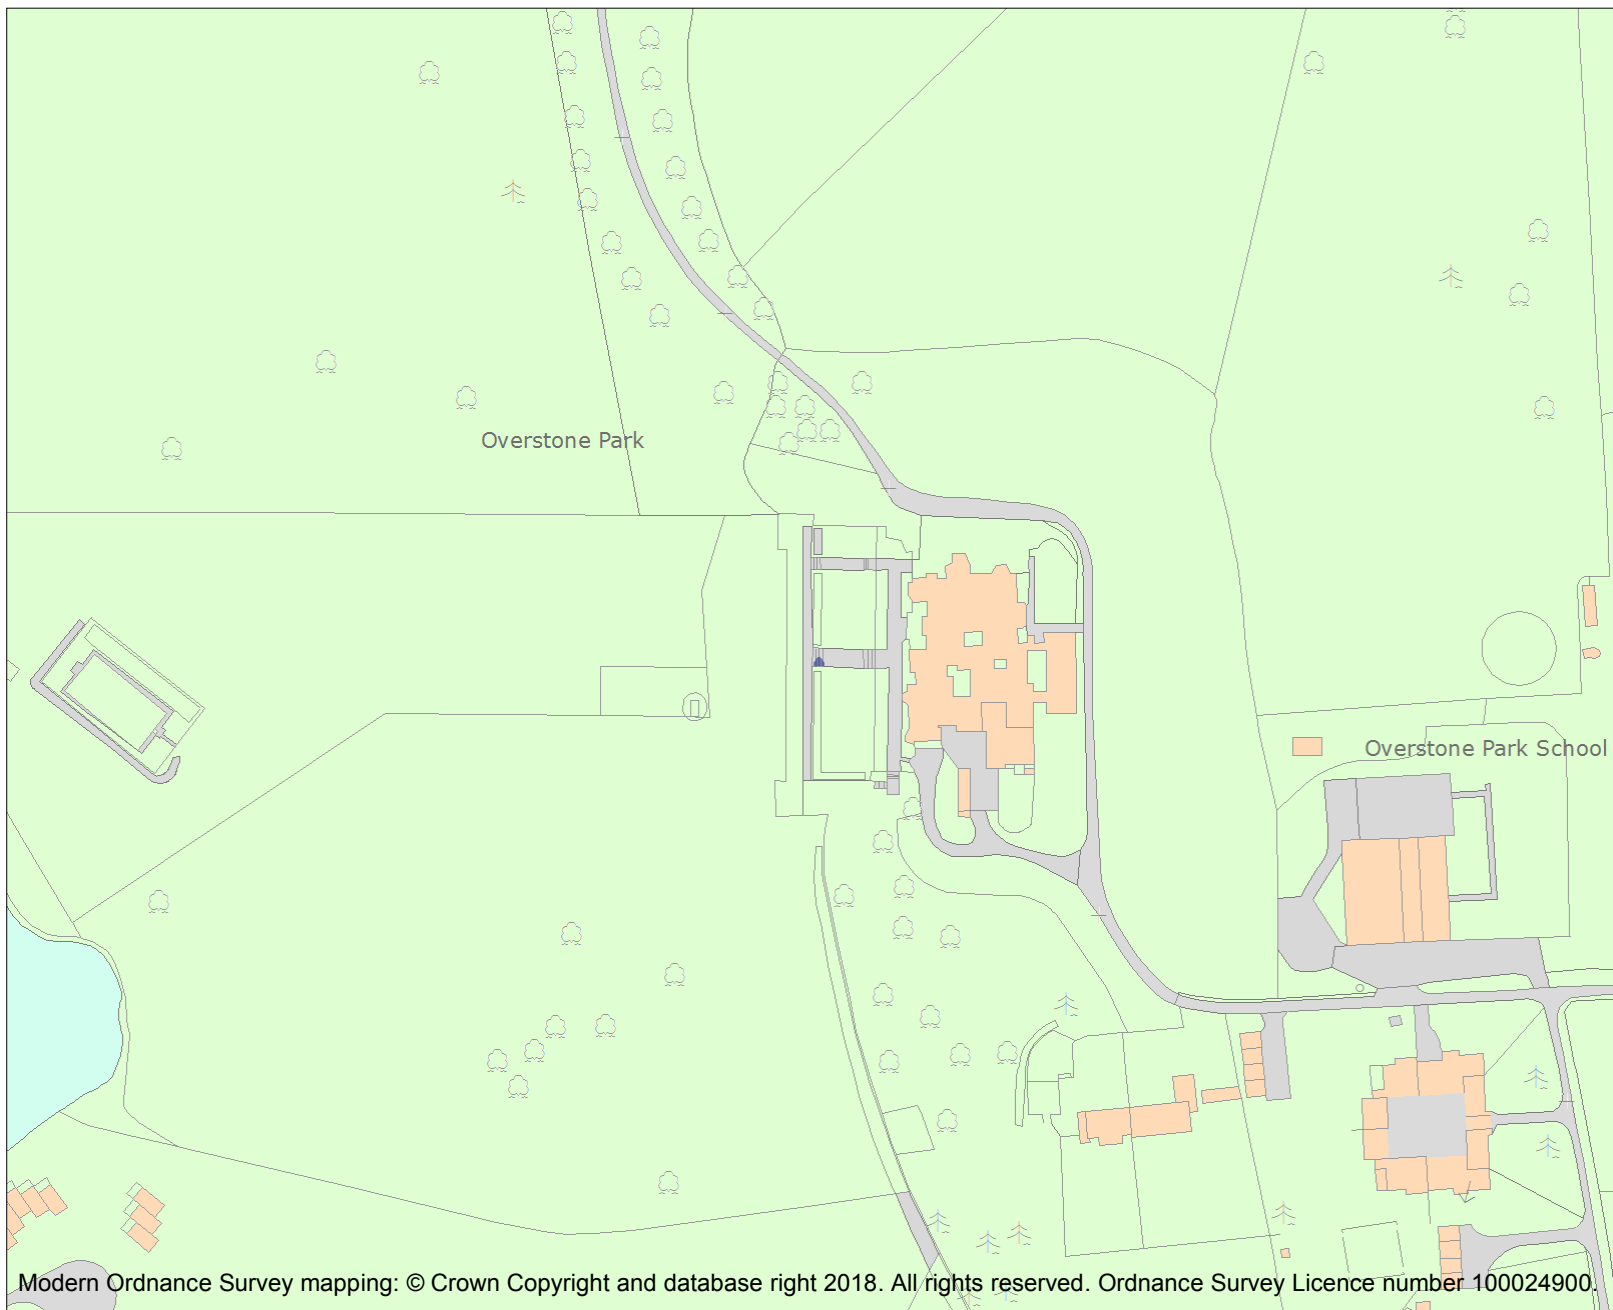 Overstone Park
Overstone Park School
Modern Ordnance Survey mapping: © Crown Copyright and database right 2018. All rights reserved. Ordnance Survey Licence number 100024900.